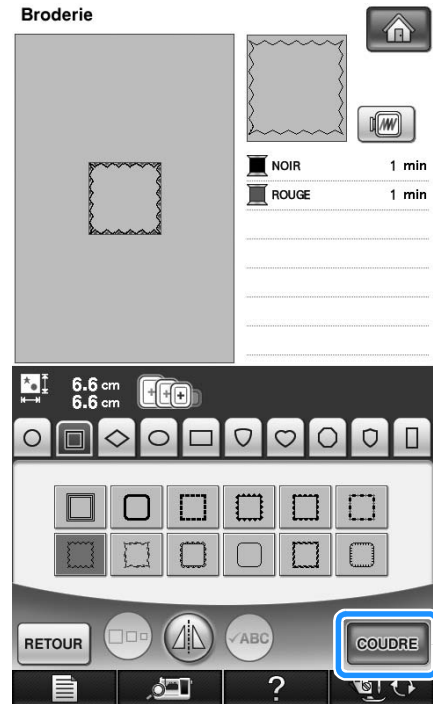 Broderie
NOIR 1 min
ROUGE 1 min
6.6 cm
6.6 cm
ABC
RETOUR
COUDRE
?